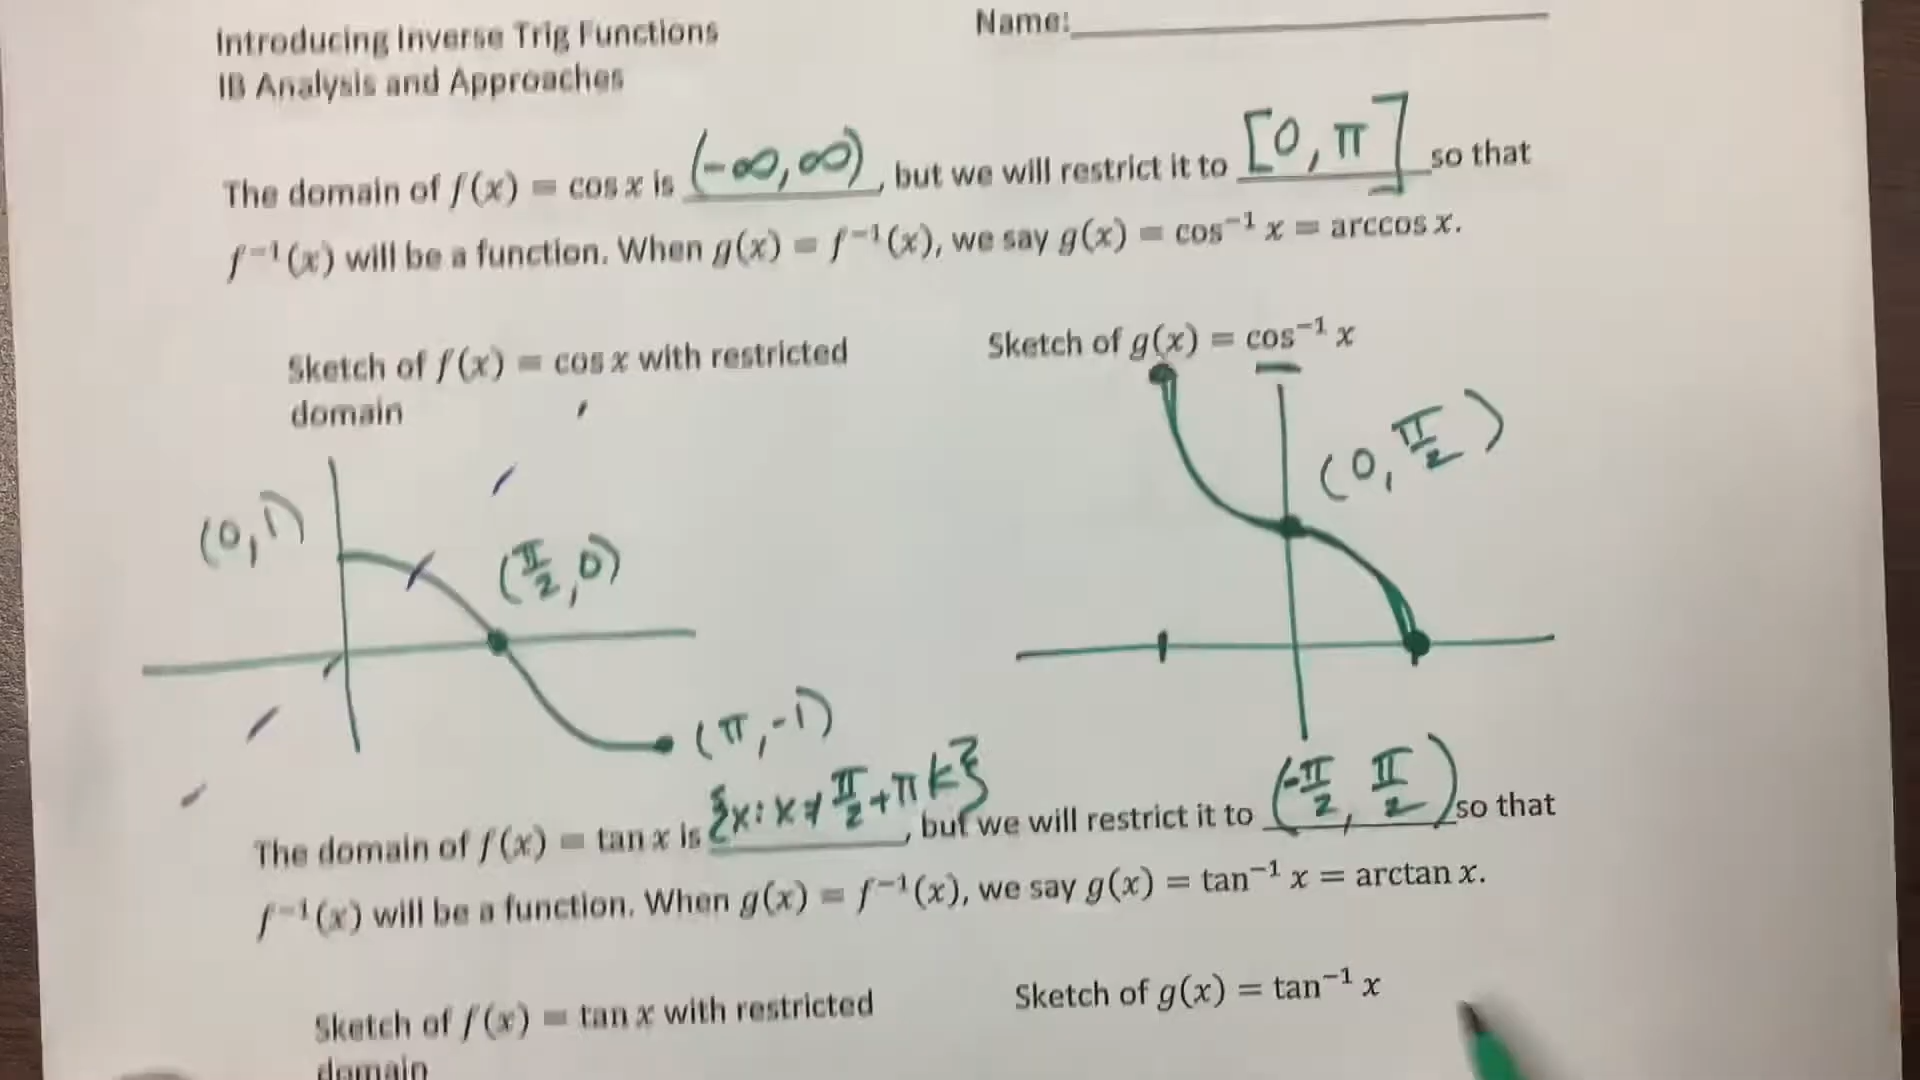 Introducing Inverse Trig Functions
Name:
IB Analysis and Approaches
The domain of f(x) = cos x is (-∞,∞), but we will restrict it to [0, π] so that
f⁻¹(x) will be a function. When g(x) = f⁻¹(x), we say g(x) = cos⁻¹ x = arccos x.
Sketch of f(x) = cos x with restricted
domain
Sketch of g(x) = cos⁻¹ x
(0,1)
(π/2,0)
(π,-1)
(0, π/2)
The domain of f(x) = tan x is {x: x≠π/2+πk}, but we will restrict it to (-π/2, π/2) so that
f⁻¹(x) will be a function. When g(x) = f⁻¹(x), we say g(x) = tan⁻¹ x = arctan x.
Sketch of f(x) = tan x with restricted
domain
Sketch of g(x) = tan⁻¹ x